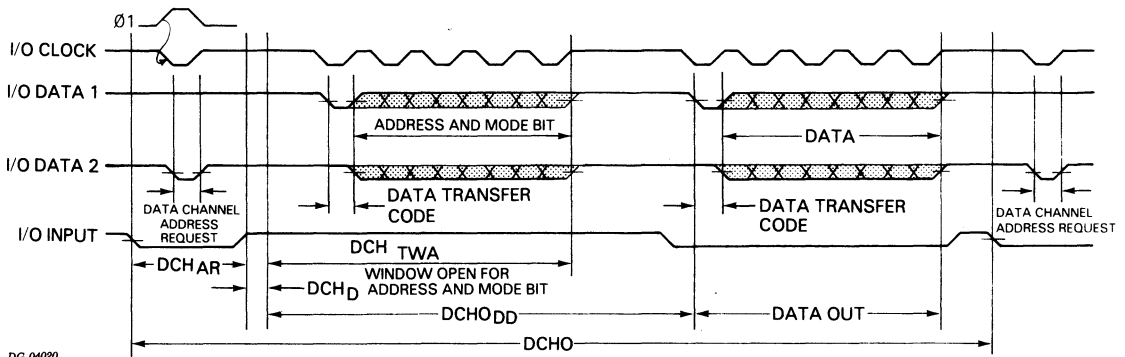 Ø1
I/O CLOCK
I/O DATA 1
ADDRESS AND MODE BIT
DATA
I/O DATA 2
DATA CHANNEL
ADDRESS
REQUEST
DATA TRANSFER
CODE
DATA TRANSFER
CODE
DATA CHANNEL
ADDRESS REQUEST
I/O INPUT
DCH AR
DCH TWA
WINDOW OPEN FOR
ADDRESS AND MODE BIT
DCH D
DCHO DD
DATA OUT
DCHO
DG-04020